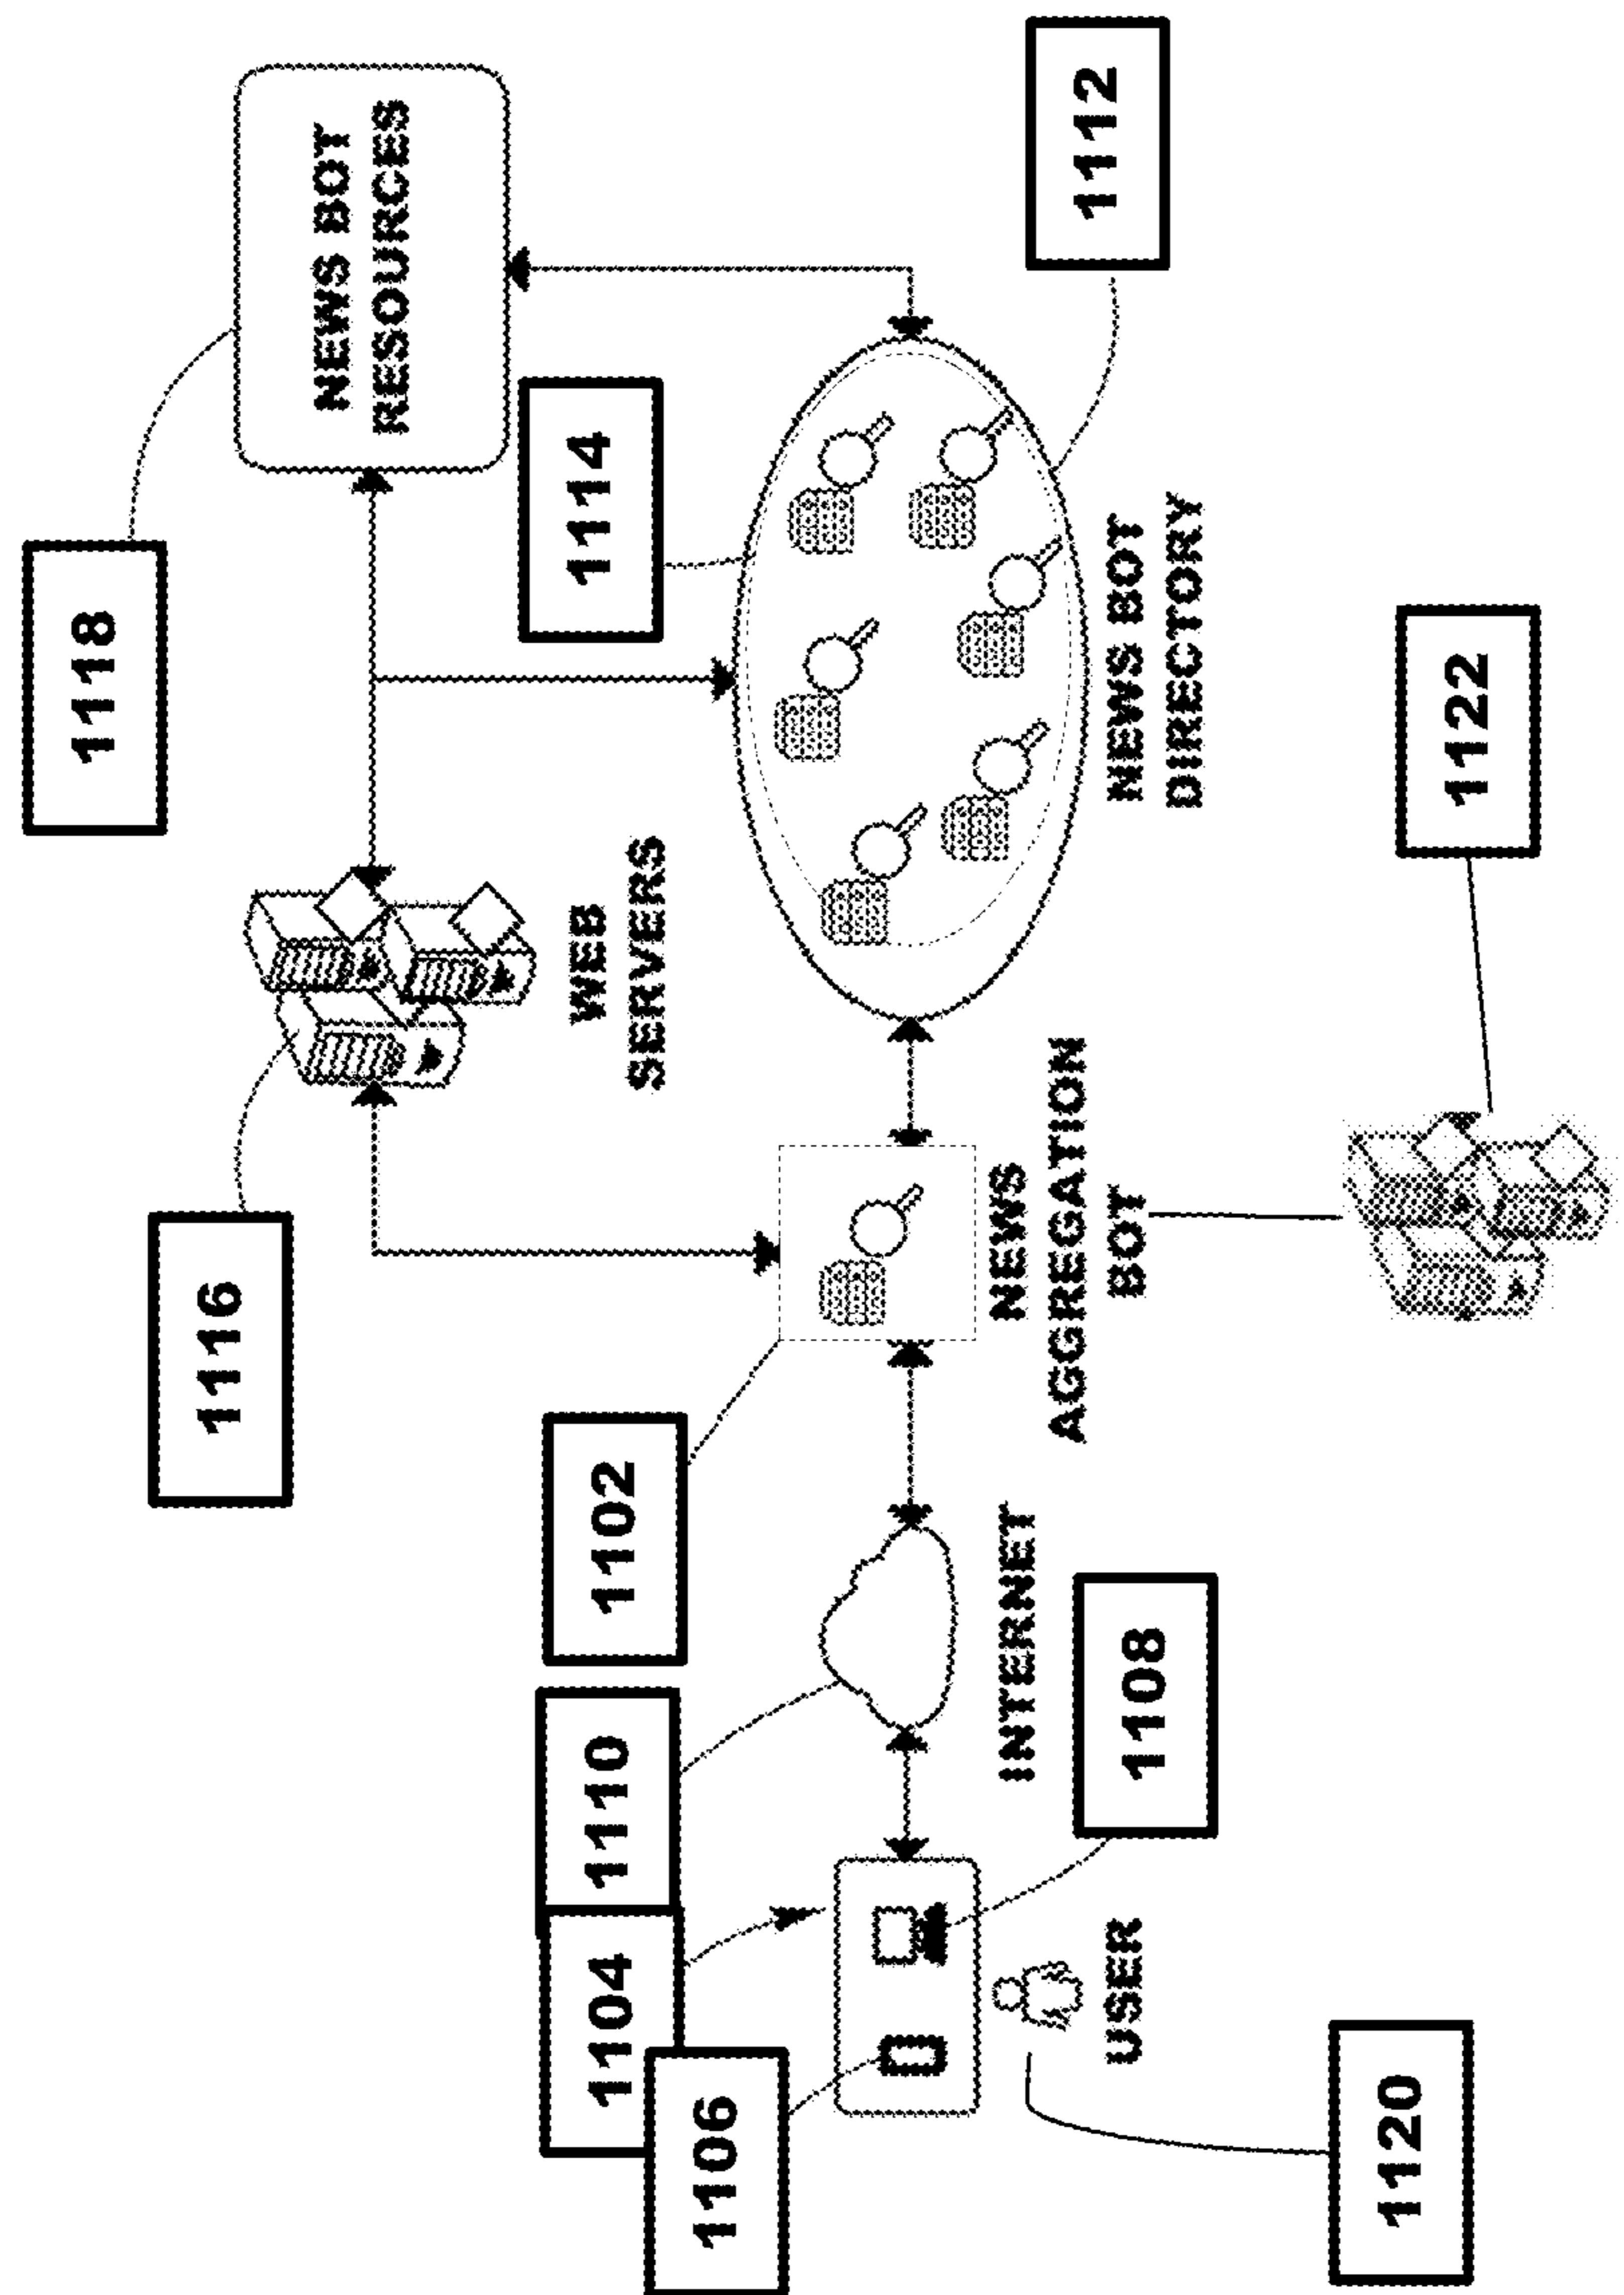 1118
NEWS BOT
RESOURCES
1116
WEB
SERVERS
1114
1112
1102
1110
1104
1106
NEWS BOT
DIRECTORY
NEWS
AGGREGATION
BOT
INTERNET
1108
USER
1122
1120